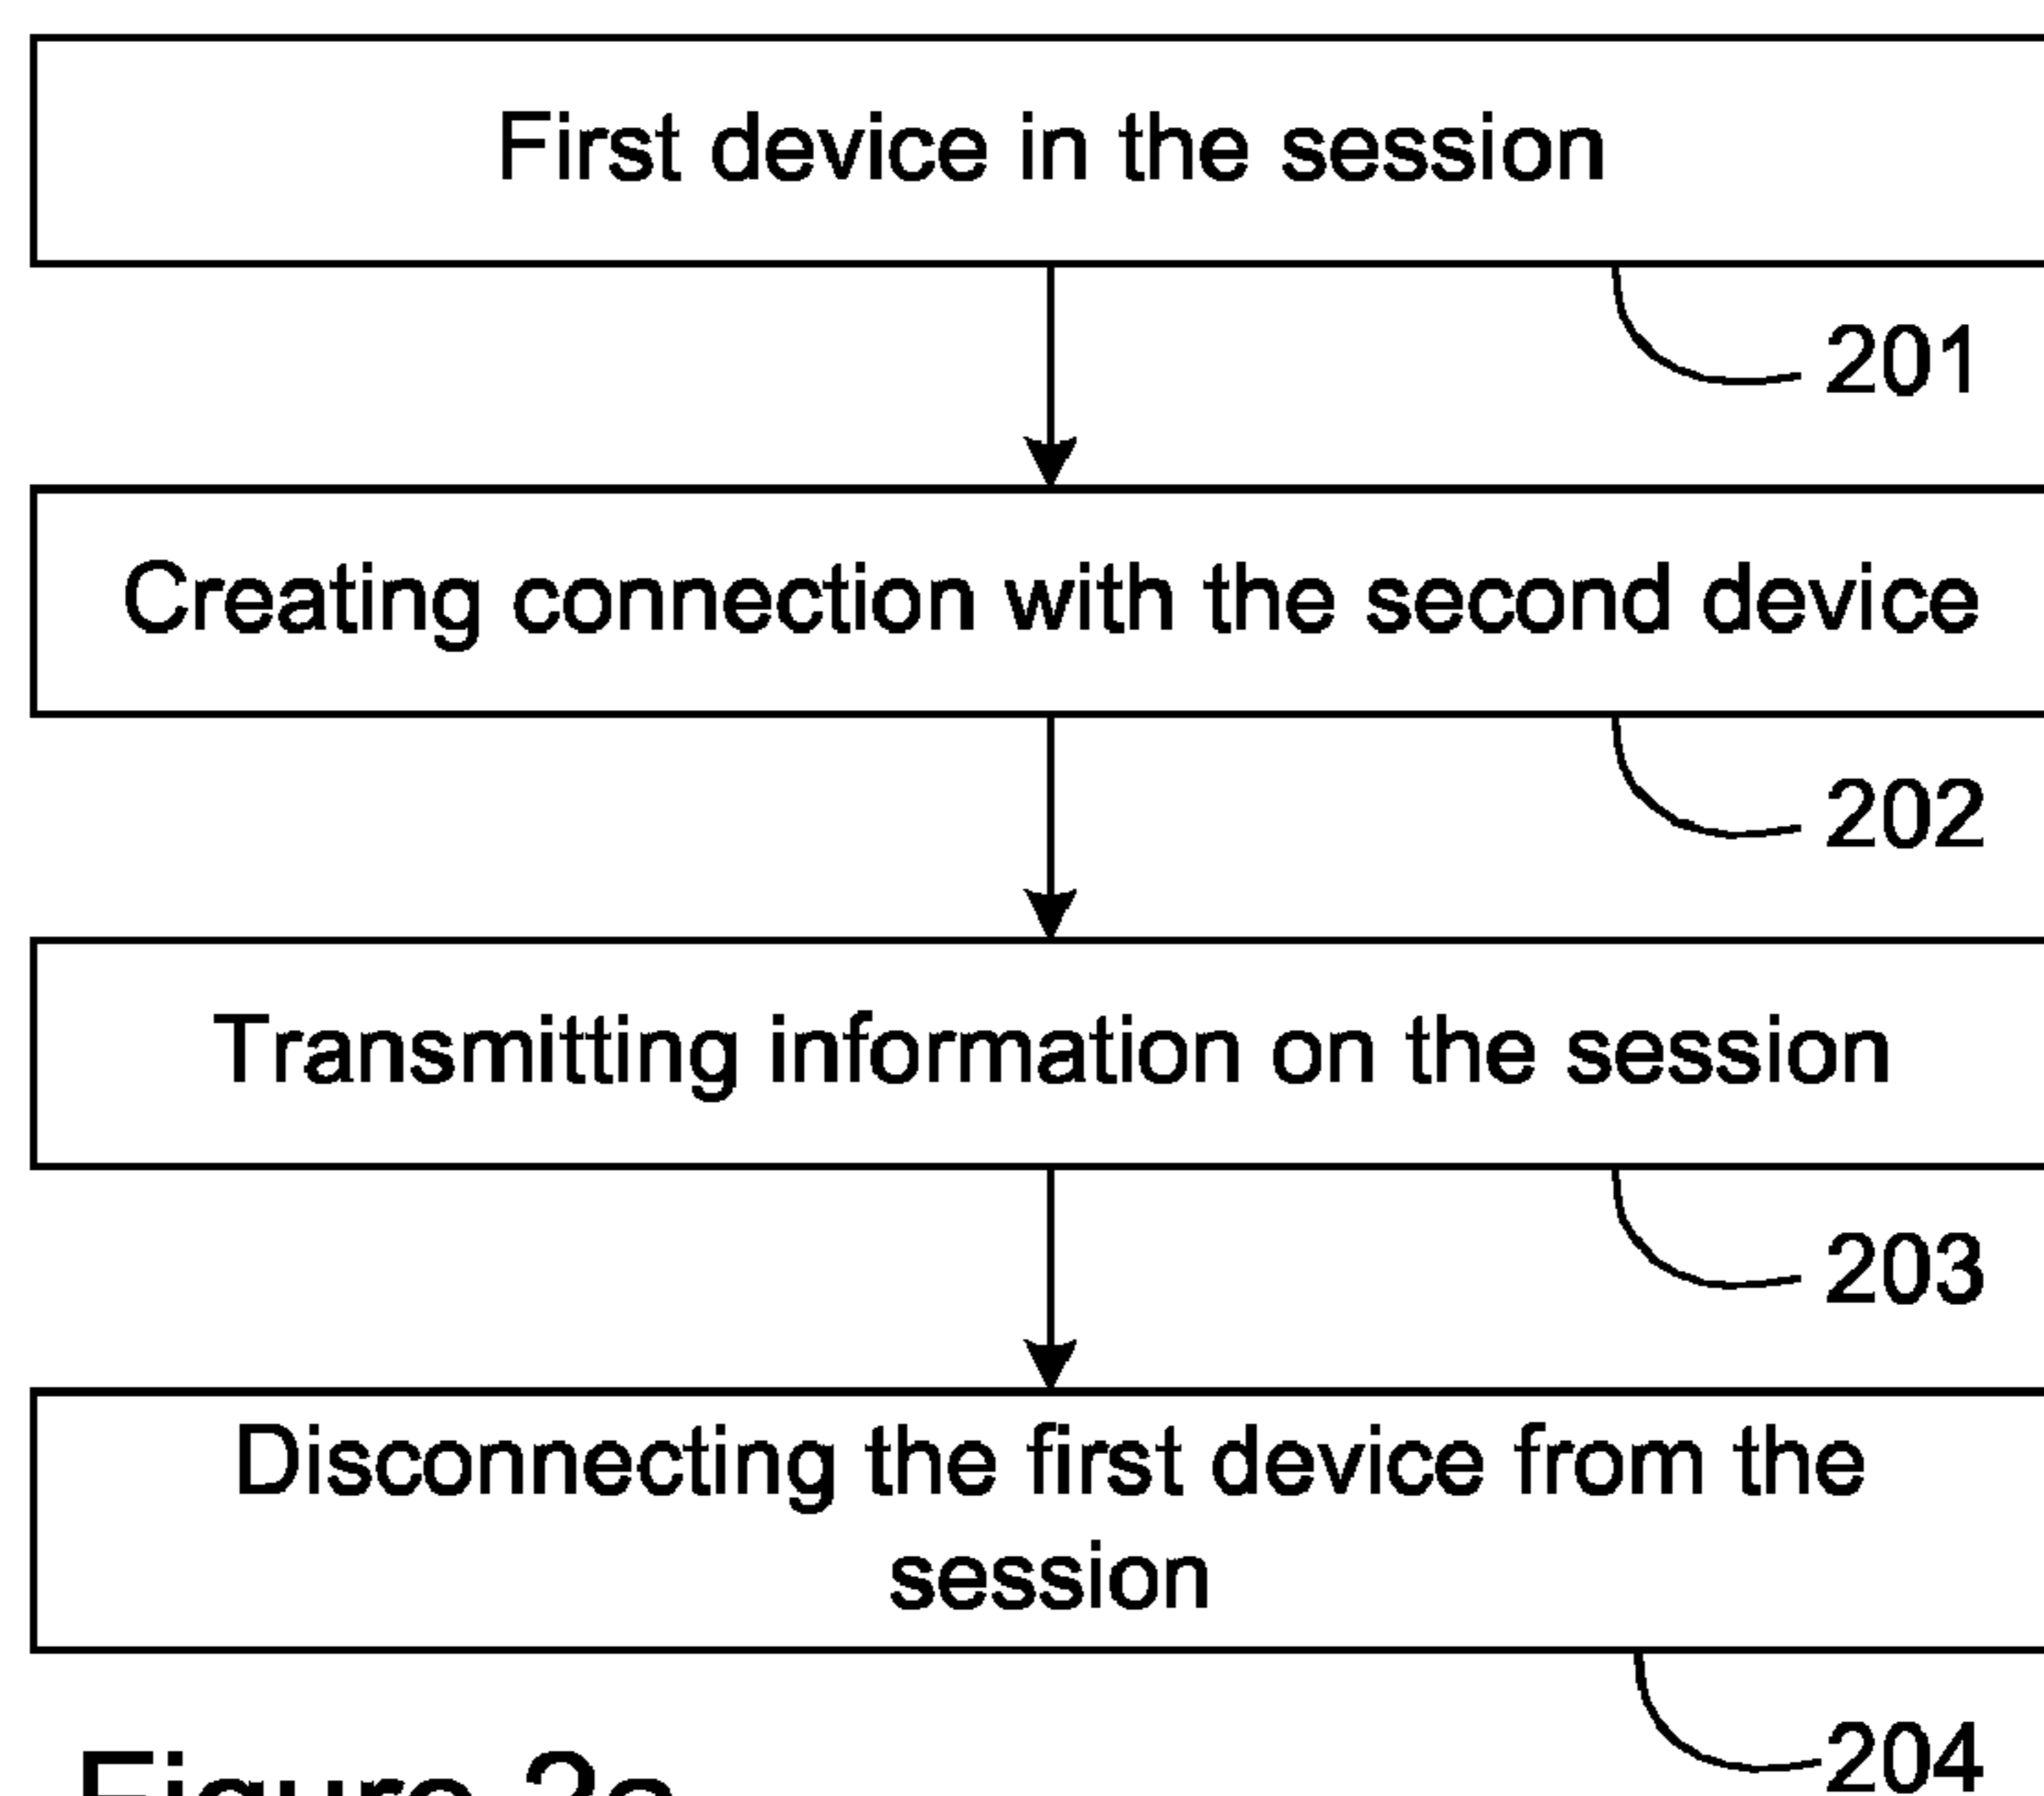 First device in the session
201
Creating connection with the second device
202
Transmitting information on the session
203
Disconnecting the first device from the
session
204
Figure